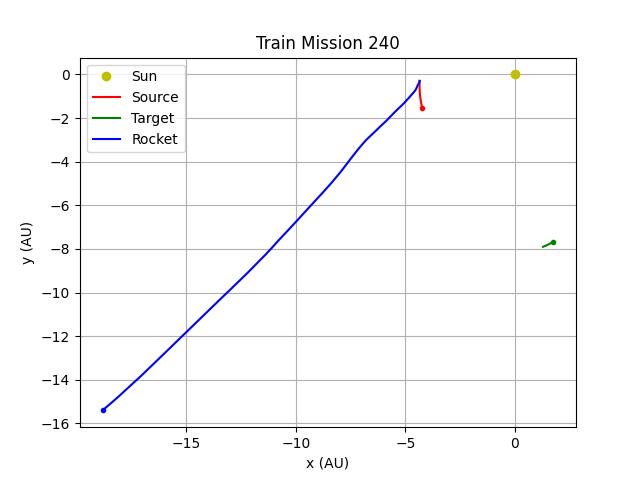 Train Mission 240
Sun
Source
Target
Rocket
0
−2
−4
−6
−8
−10
−12
−14
−16
y (AU)
−15
−10
−5
0
x (AU)